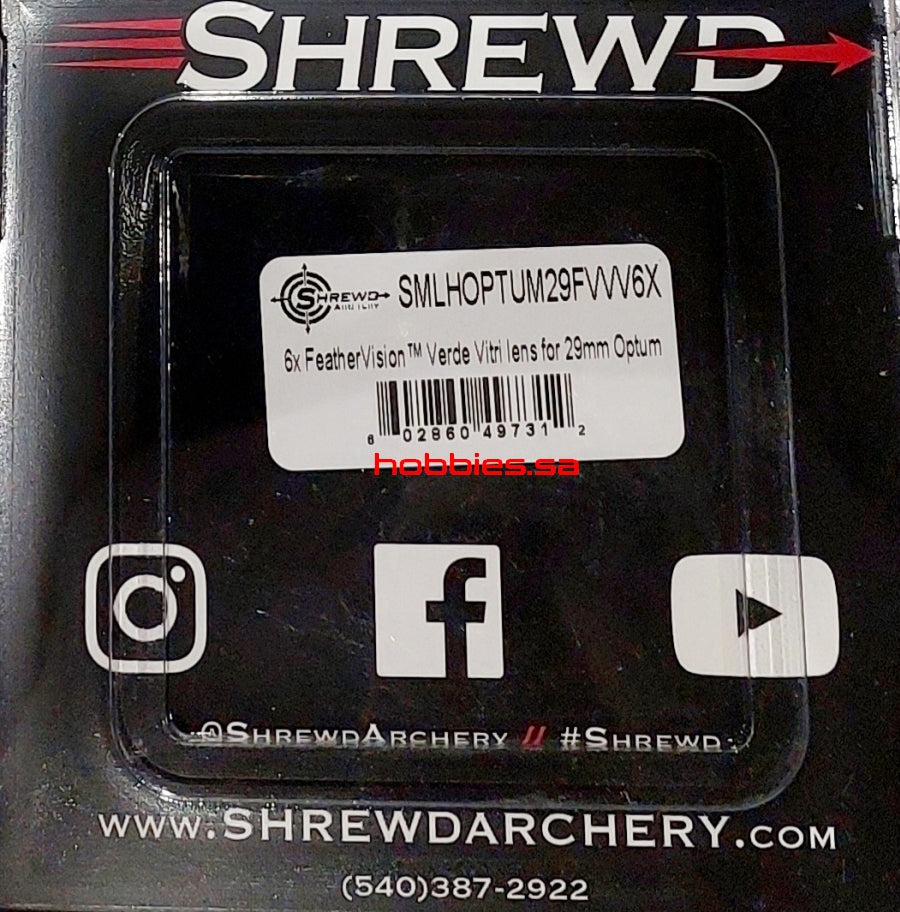 SHREWD
SHREWD
ARCHERY
SMLHOPTUM29FVVV6X
6x FeatherVision™ Verde Vitri lens for 29mm Optum
6 02860 49731 2
hobbies.sa
@SHREWDARCHERY // #SHREWD
WWW.SHREWDARCHERY.COM
(540)387-2922